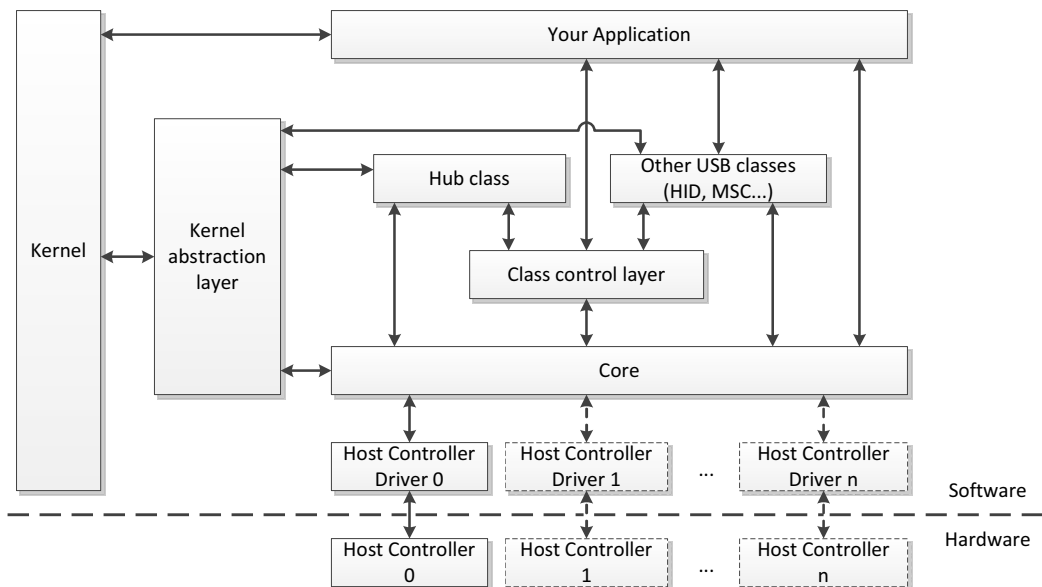 Your Application
Kernel
Kernel
abstraction
layer
Hub class
Other USB classes
(HID, MSC...)
Class control layer
Core
Host Controller
Driver 0
Host Controller
Driver 1
...
Host Controller
Driver n
Software
Hardware
Host Controller
0
Host Controller
1
...
Host Controller
n